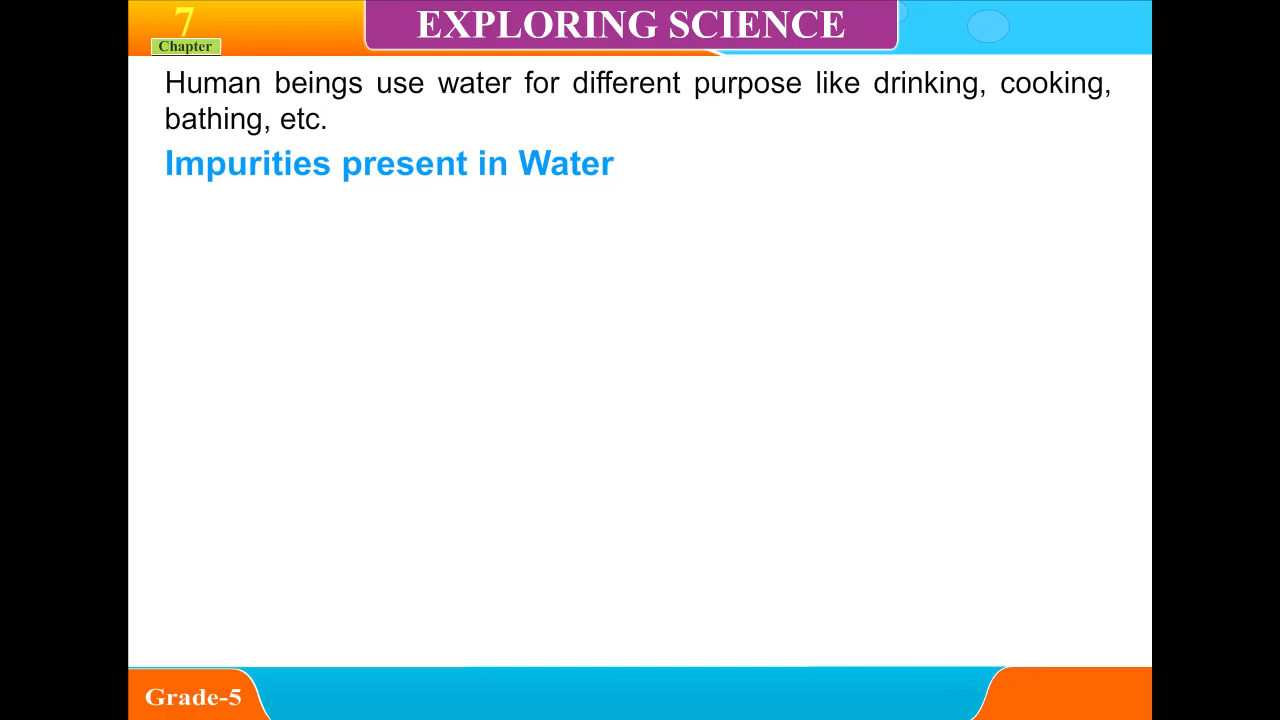 7
Chapter
EXPLORING SCIENCE
Human beings use water for different purpose like drinking, cooking,
bathing, etc.
Impurities present in Water
Grade-5